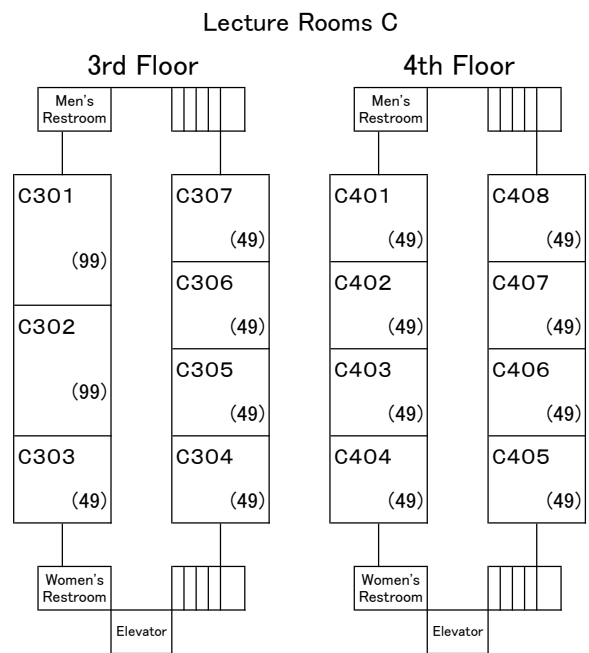 Lecture Rooms C
3rd Floor
Men's
Restroom
C301
(99)
C302
(99)
C303
(49)
C307
(49)
C306
(49)
C305
(49)
C304
(49)
Women's
Restroom
Elevator
4th Floor
Men's
Restroom
C401
(49)
C402
(49)
C403
(49)
C404
(49)
C408
(49)
C407
(49)
C406
(49)
C405
(49)
Women's
Restroom
Elevator